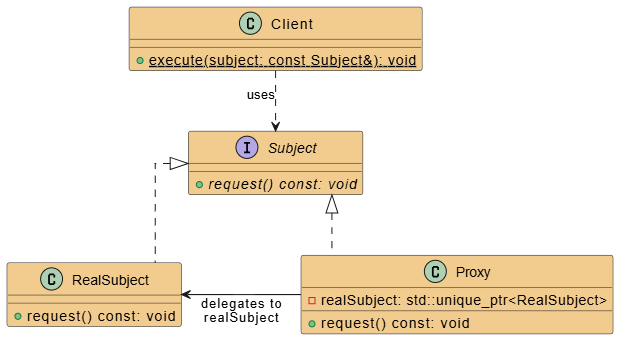 C Client
execute(subject: const Subject&): void
uses
I Subject
request() const: void
C RealSubject
request() const: void
delegates to
realSubject
C Proxy
realSubject: std::unique_ptr<RealSubject>
request() const: void